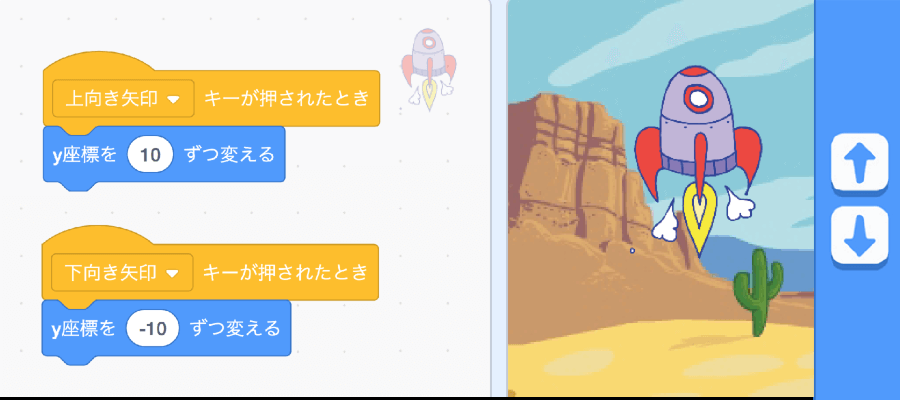 上向き矢印 キーが押されたとき
y座標を 10 ずつ変える
下向き矢印 キーが押されたとき
y座標を -10 ずつ変える